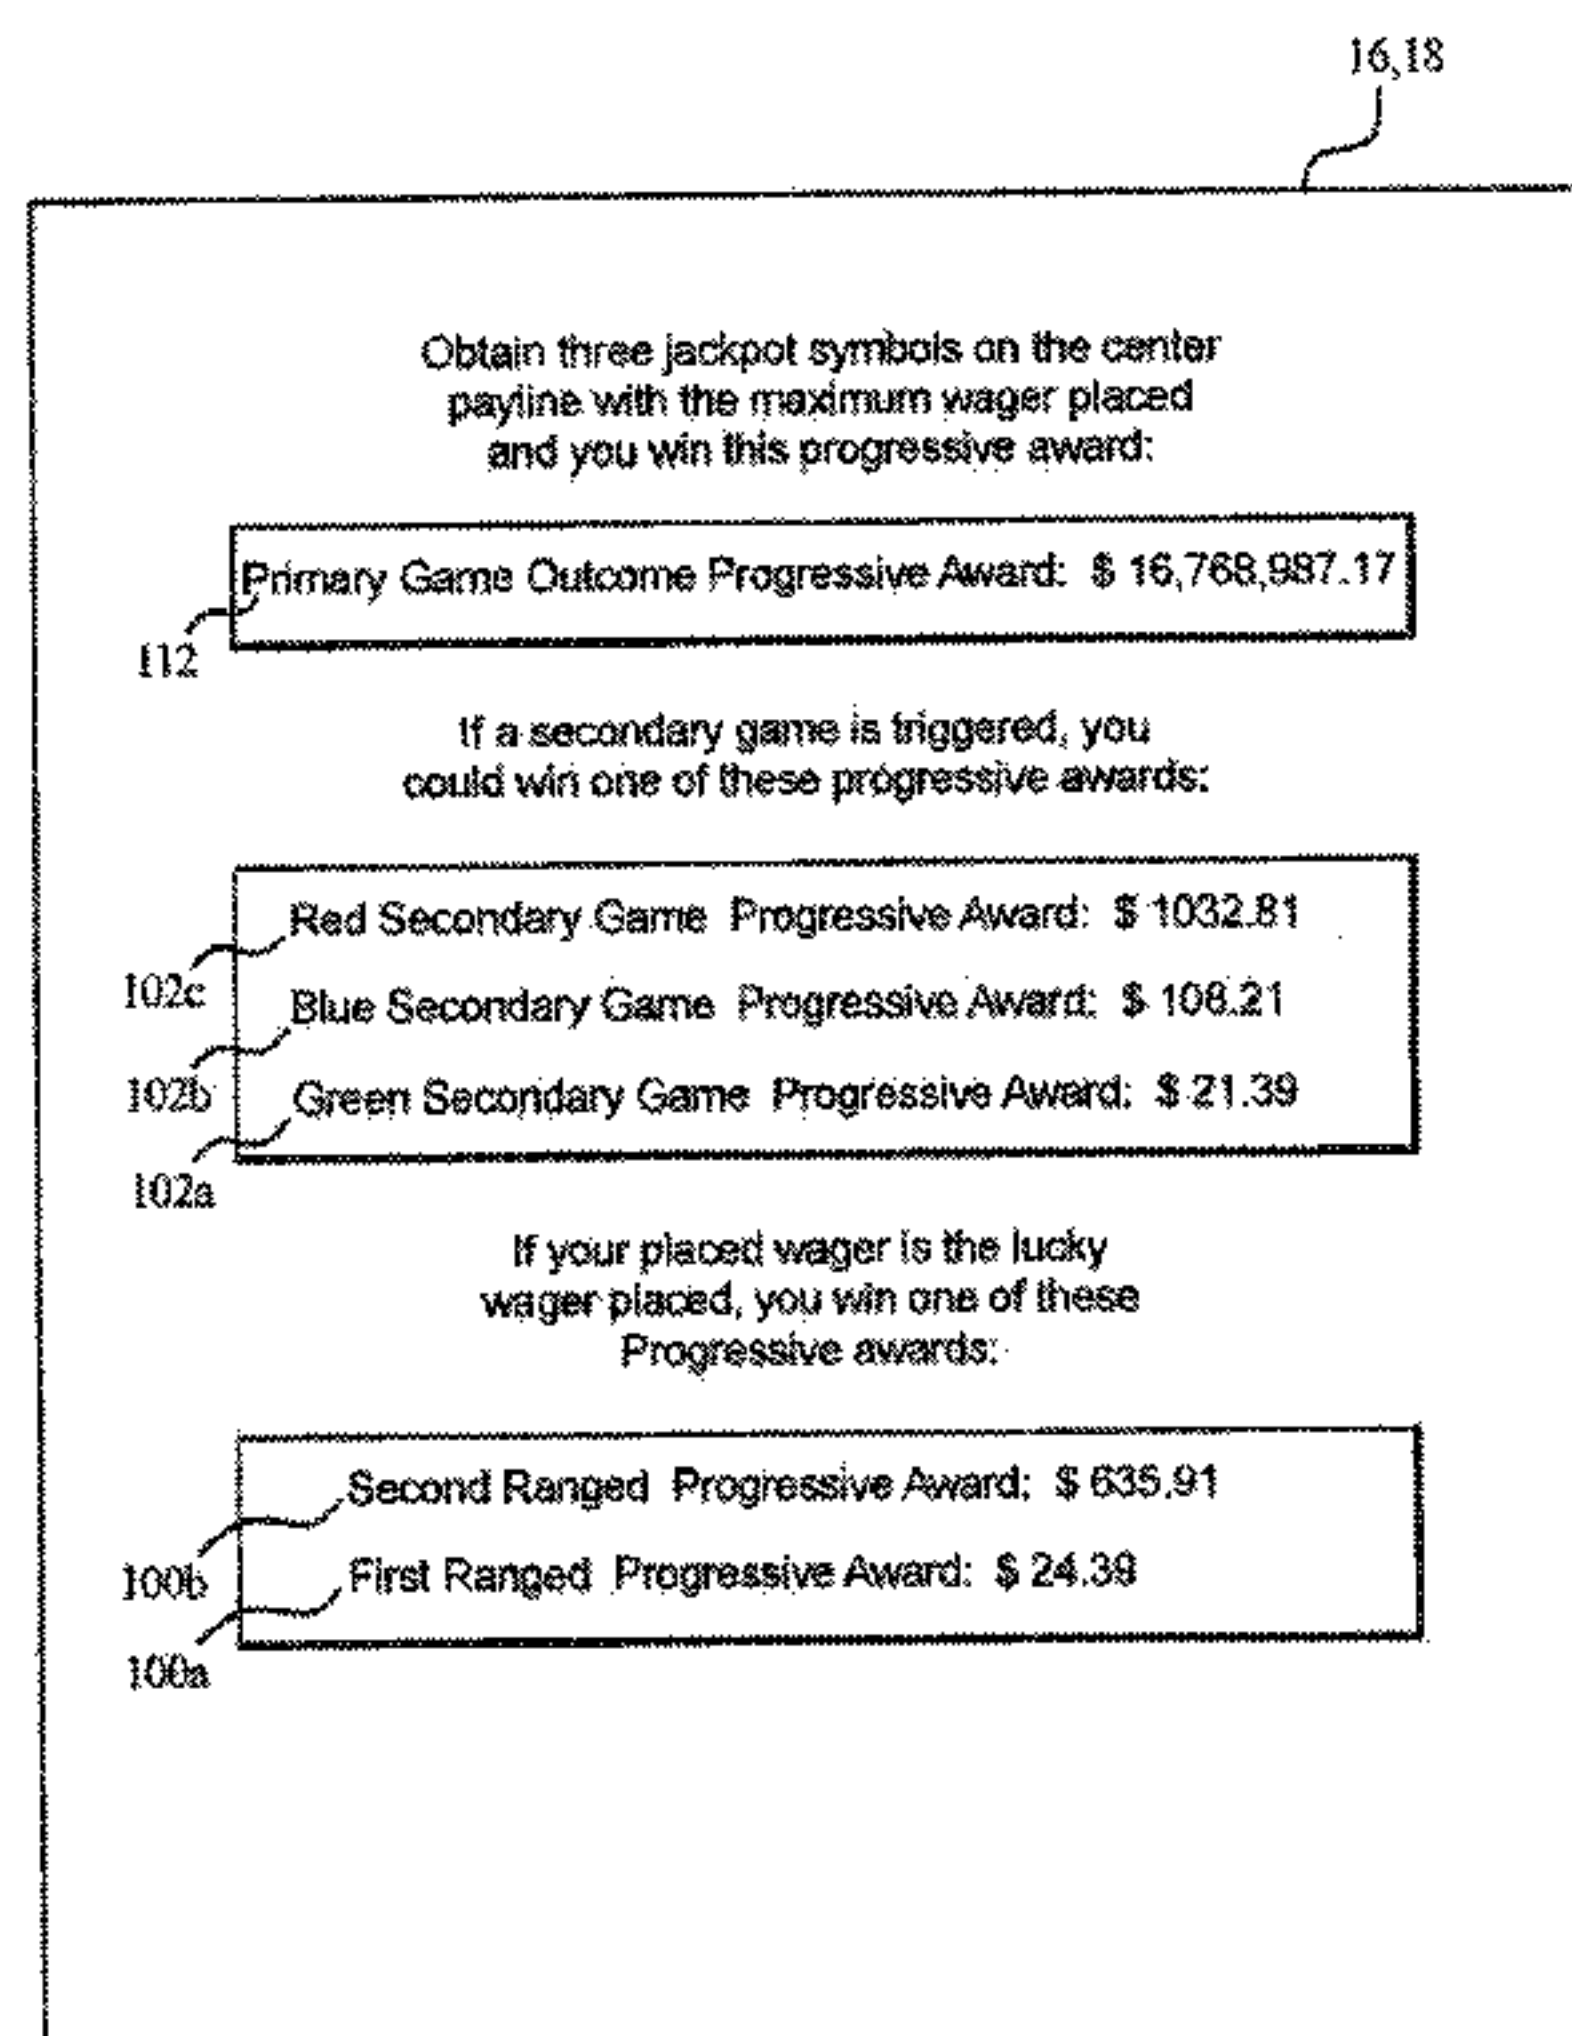 16,18
Obtain three jackpot symbols on the center
payline with the maximum wager placed
and you win this progressive award:
Primary Game Outcome Progressive Award: $ 16,768,987.17
112
If a secondary game is triggered, you
could win one of these progressive awards:
Red Secondary Game Progressive Award: $ 1032.81
102c
Blue Secondary Game Progressive Award: $ 108.21
102b
Green Secondary Game Progressive Award: $ 21.39
102a
If your placed wager is the lucky
wager placed, you win one of these
Progressive awards:
Second Ranged Progressive Award: $ 635.91
100b
First Ranged Progressive Award: $ 24.39
100a